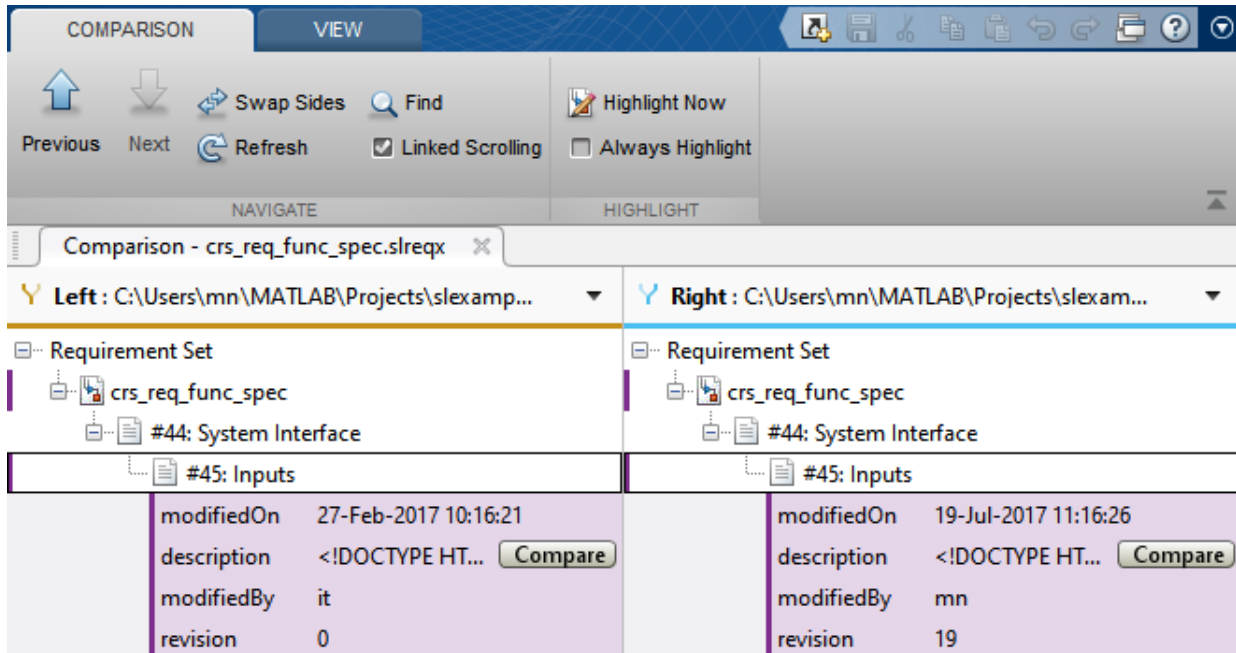 COMPARISON VIEW
Swap Sides Find Highlight Now
Previous Next Refresh Linked Scrolling Always Highlight
NAVIGATE HIGHLIGHT
Comparison - crs_req_func_spec.slreqx
Left : C:\Users\mn\MATLAB\Projects\slexamp... Right : C:\Users\mn\MATLAB\Projects\slexam...
Requirement Set Requirement Set
crs_req_func_spec crs_req_func_spec
#44: System Interface #44: System Interface
#45: Inputs #45: Inputs
modifiedOn 27-Feb-2017 10:16:21 modifiedOn 19-Jul-2017 11:16:26
description <!DOCTYPE HT... Compare description <!DOCTYPE HT... Compare
modifiedBy it modifiedBy mn
revision 0 revision 19